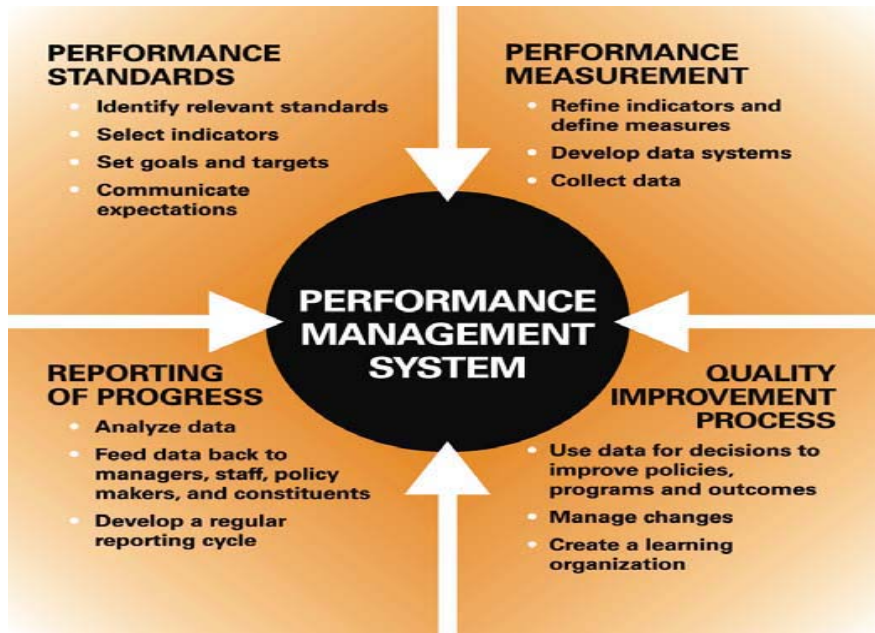 PERFORMANCE
STANDARDS
• Identify relevant standards
• Select indicators
• Set goals and targets
• Communicate
expectations
PERFORMANCE
MEASUREMENT
• Refine indicators and
define measures
• Develop data systems
• Collect data
PERFORMANCE
MANAGEMENT
SYSTEM
REPORTING
OF PROGRESS
• Analyze data
• Feed data back to
managers, staff, policy
makers, and constituents
• Develop a regular
reporting cycle
QUALITY
IMPROVEMENT
PROCESS
• Use data for decisions to
improve policies,
programs and outcomes
• Manage changes
• Create a learning
organization